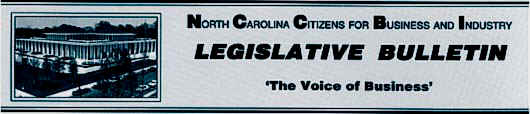 North Carolina Citizens for Business and Industry
LEGISLATIVE BULLETIN
'The Voice of Business'